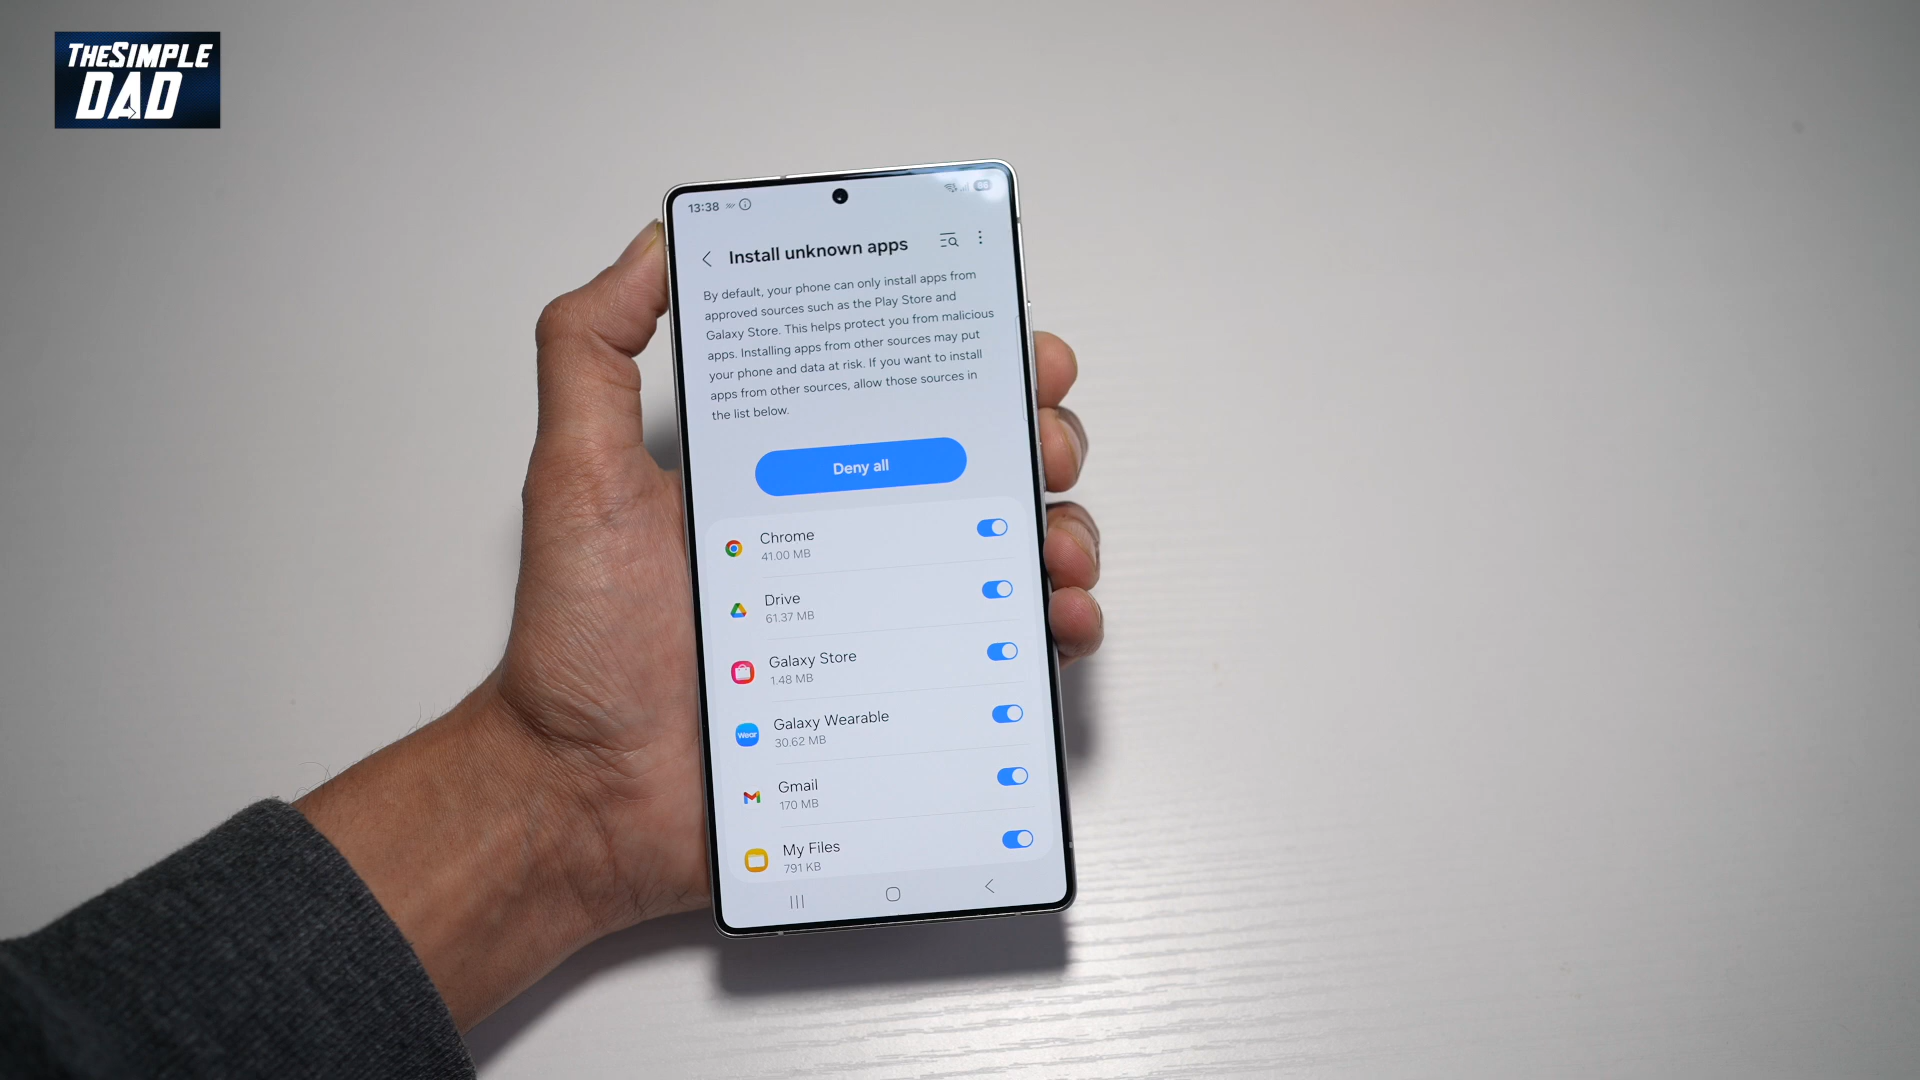 THESIMPLE
DAD
13:38
Install unknown apps
By default, your phone can only install apps from
approved sources such as the Play Store and
Galaxy Store. This helps protect you from malicious
apps. Installing apps from other sources may put
your phone and data at risk. If you want to install
apps from other sources, allow those sources in
the list below.
Deny all
Chrome
41.00 MB
Drive
61.37 MB
Galaxy Store
1.48 MB
Wear
Galaxy Wearable
30.62 MB
Gmail
170 MB
My Files
791 KB